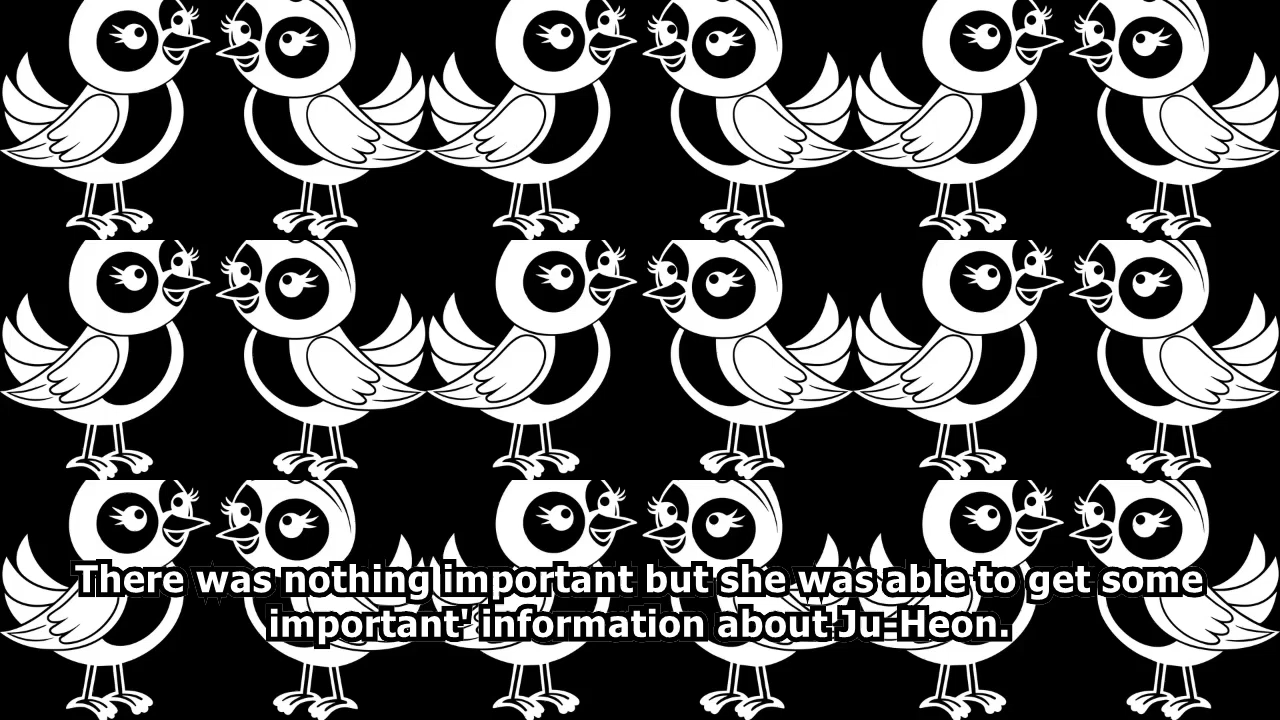 There was nothing important but she was able to get some
important' information about Ju-Heon.